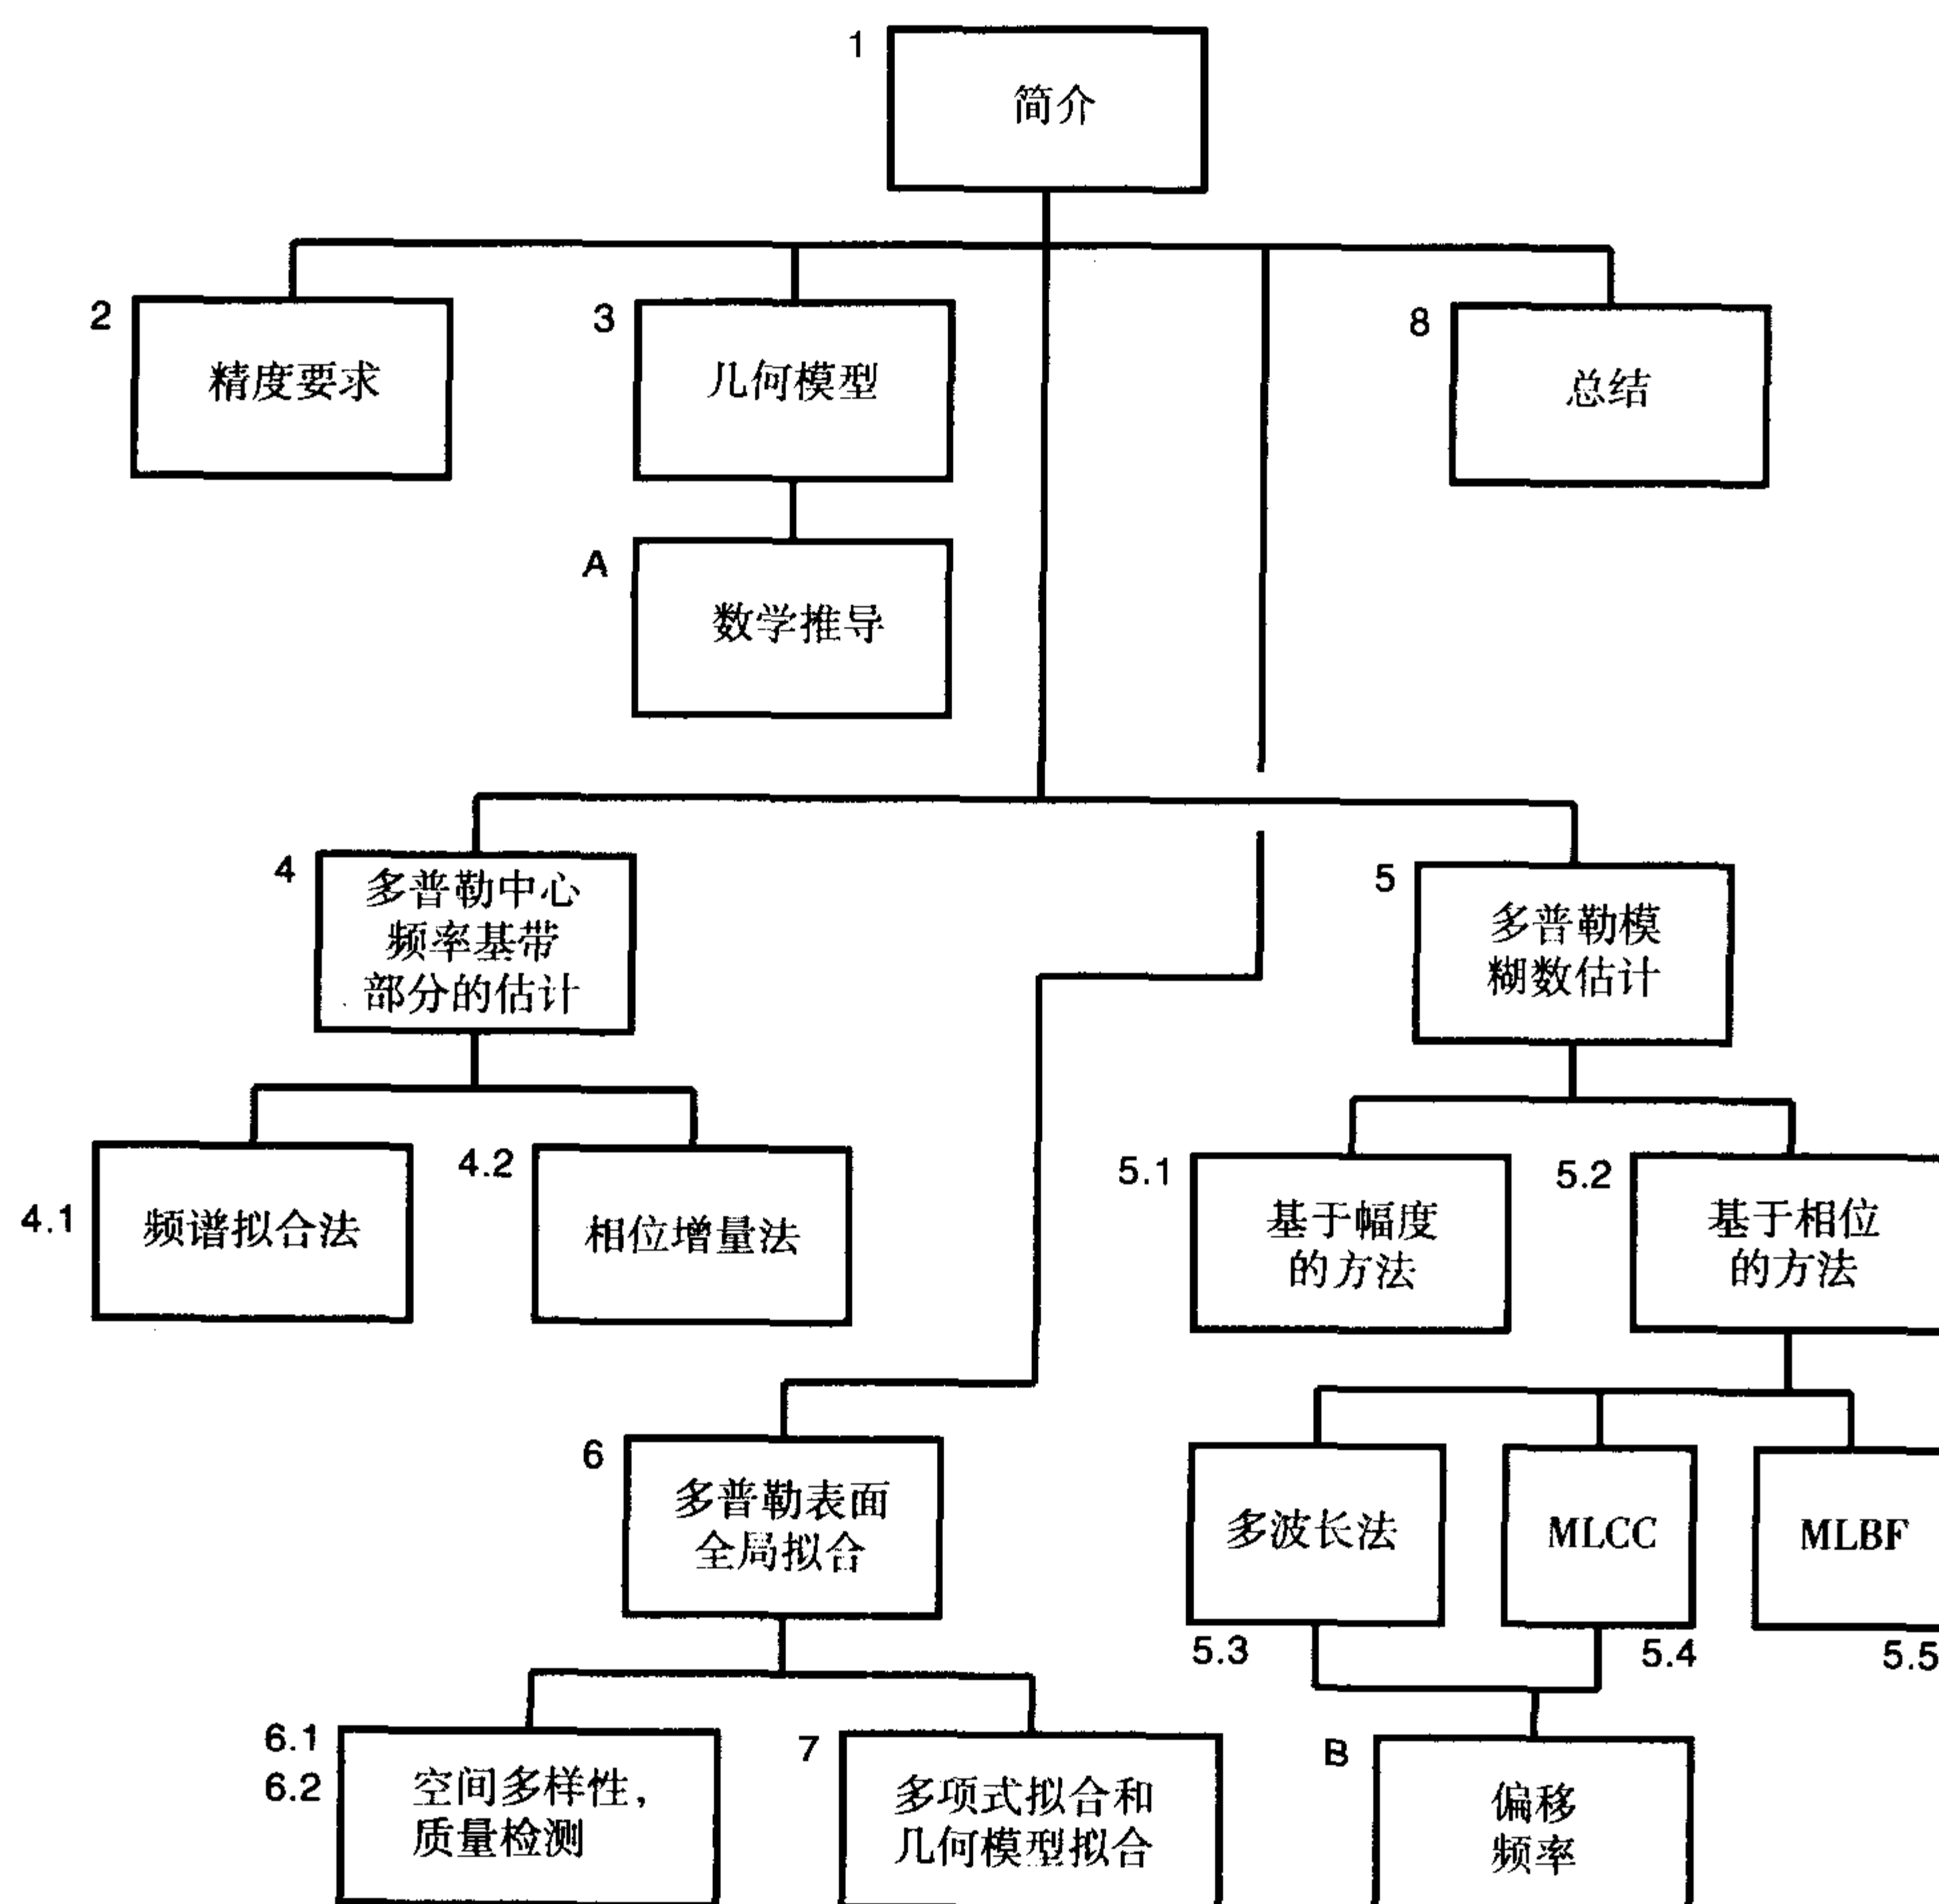 1
简介
2
精度要求
3
几何模型
8
总结
A
数学推导
4
多普勒中心
频率基带
部分的估计
5
多普勒模
糊数估计
4.1
频谱拟合法
4.2
相位增量法
5.1
基于幅度
的方法
5.2
基于相位
的方法
6
多普勒表面
全局拟合
多波长法
5.3
MLCC
5.4
MLBF
5.5
6.1
6.2
空间多样性,
质量检测
7
多项式拟合和
几何模型拟合
B
偏移
频率